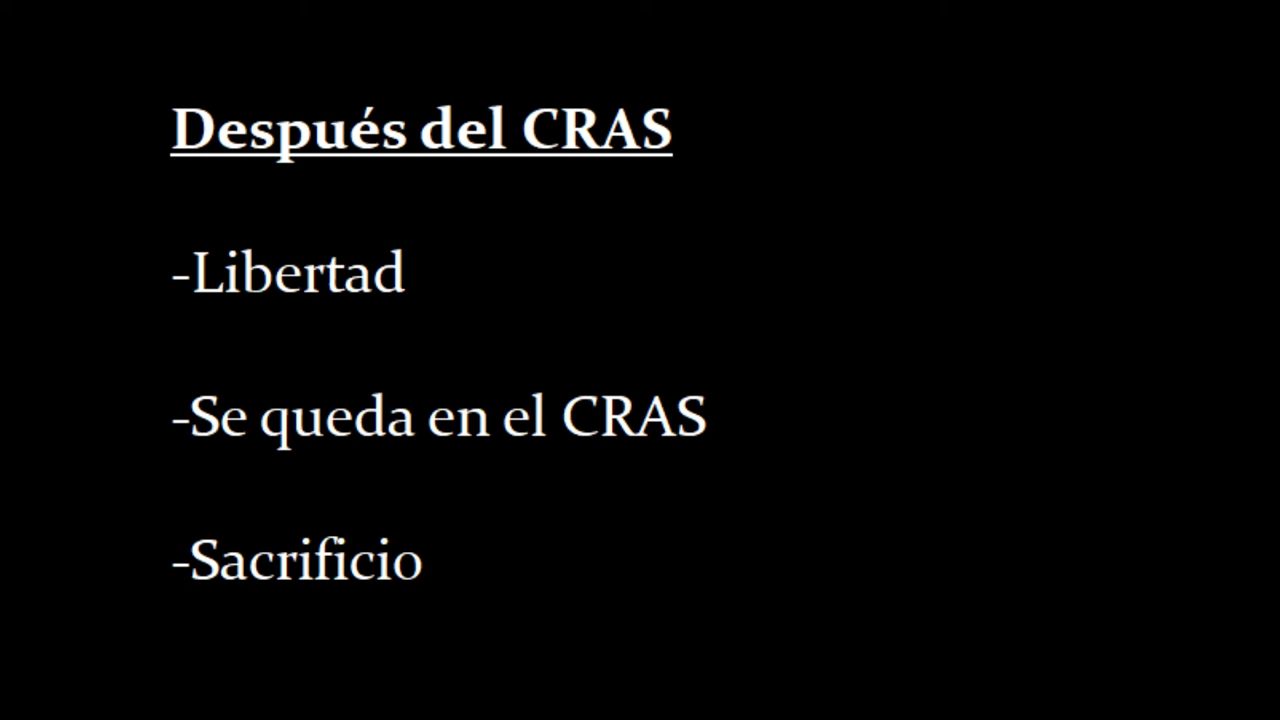 Después del CRAS
-Libertad
-Se queda en el CRAS
-Sacrificio